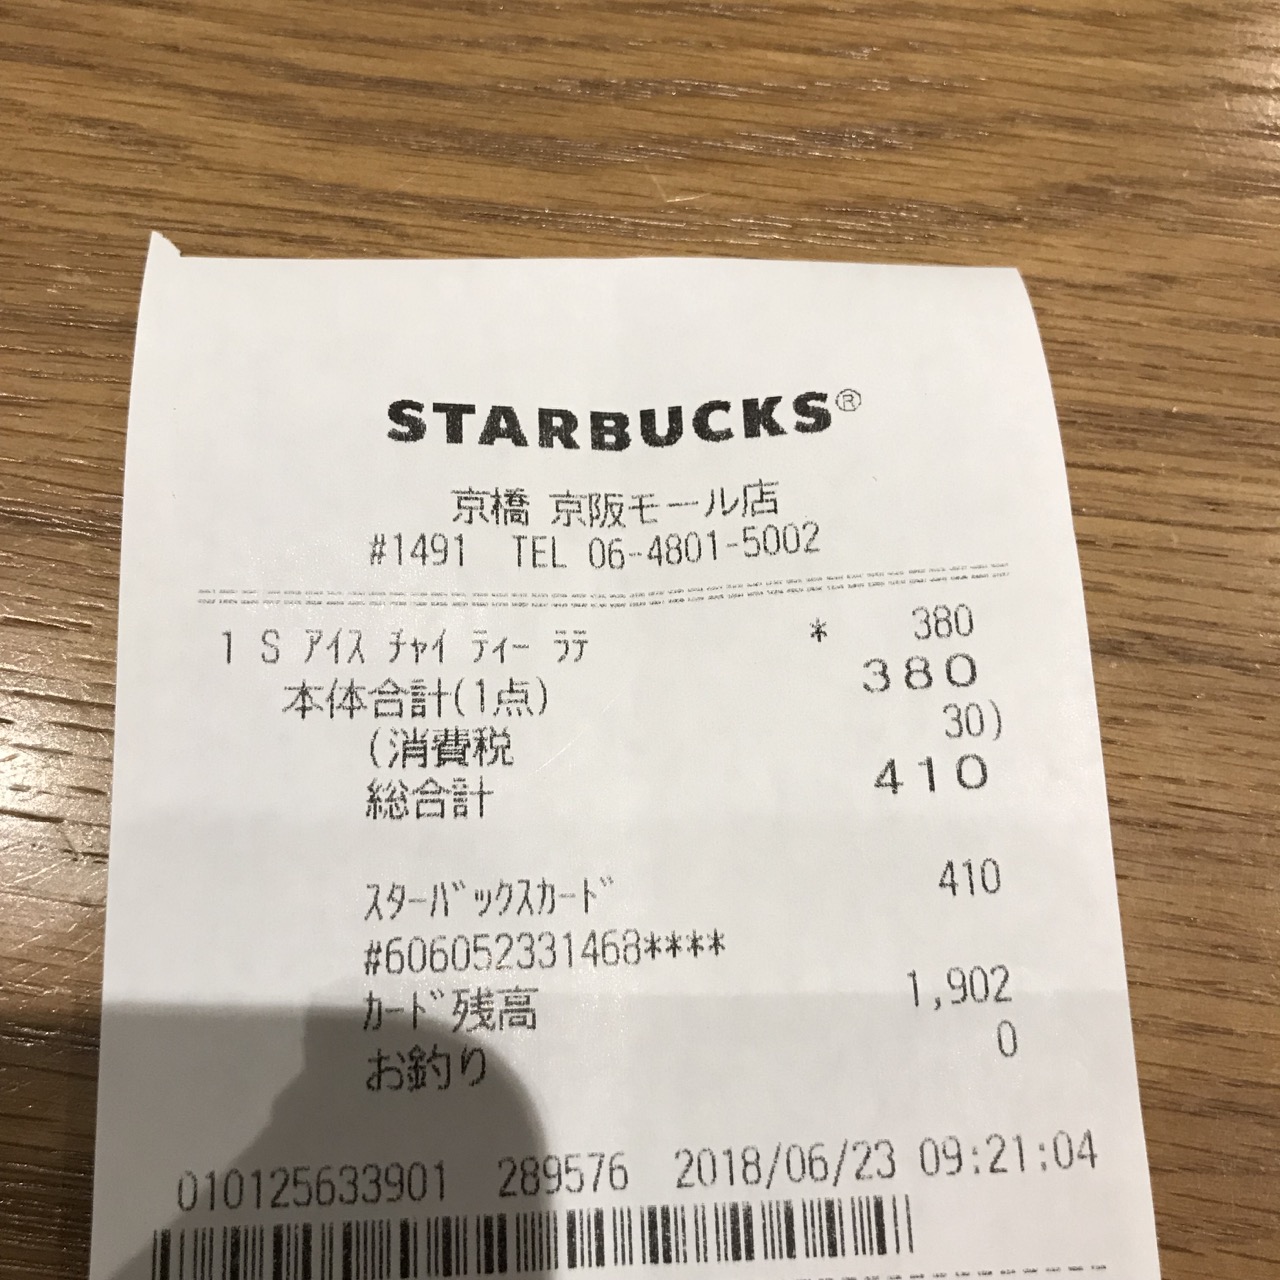 STARBUCKS®
京橋 京阪モール店
#1491 TEL 06-4801-5002
1 S ｱｲｽ ﾁｬｲ ﾃｨｰ ﾗﾃ * 380
本体合計(1点) 380
(消費税 30)
総合計 410
ｽﾀｰﾊﾞｯｸｽｶｰﾄﾞ 410
#606052331468****
ｶｰﾄﾞ残高 1,902
お釣り 0
010125633901 289576 2018/06/23 09:21:04